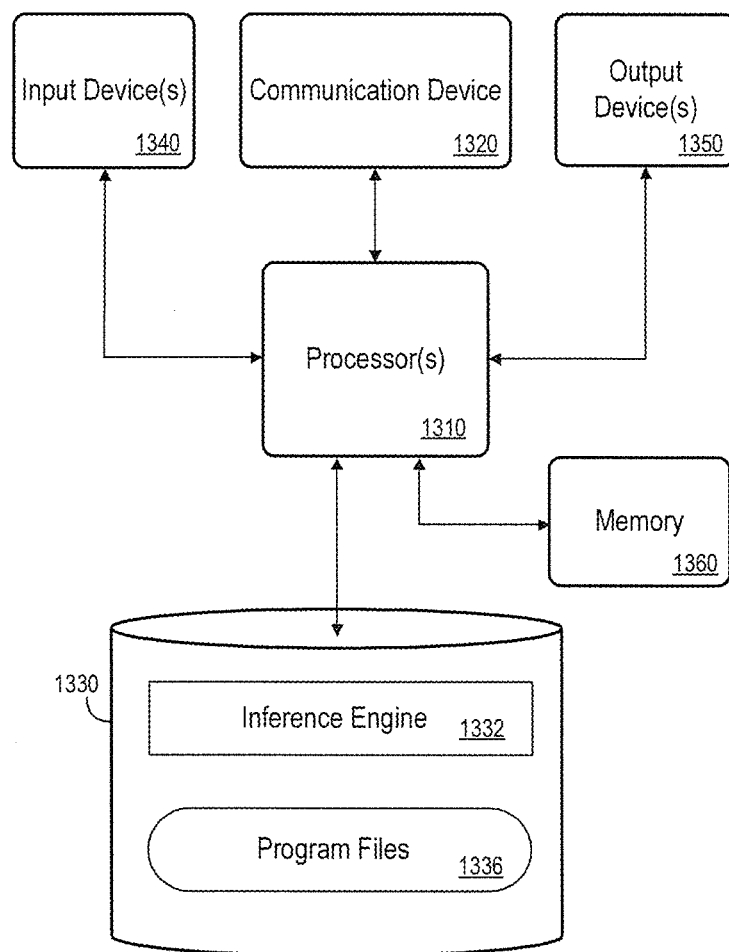 Input Device(s)
1340
Communication Device
1320
Output
Device(s)
1350
Processor(s)
1310
Memory
1360
1330
Inference Engine
1332
Program Files
1336